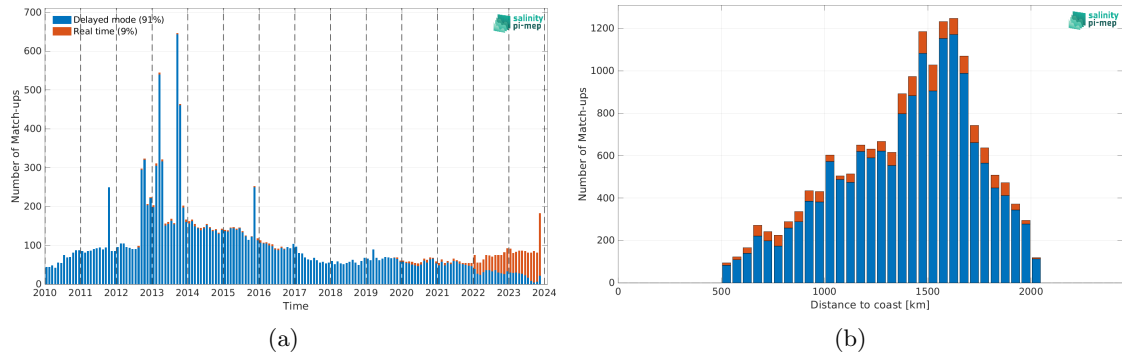 Delayed mode (91%)
Real time (9%)
salinity
pi-mep
Number of Match-ups
700
600
500
400
300
200
100
0
2010 2011 2012 2013 2014 2015 2016 2017 2018 2019 2020 2021 2022 2023 2024
Time
(a)
salinity
pi-mep
Number of Match-ups
1200
1000
800
600
400
200
0
0 500 1000 1500 2000
Distance to coast [km]
(b)